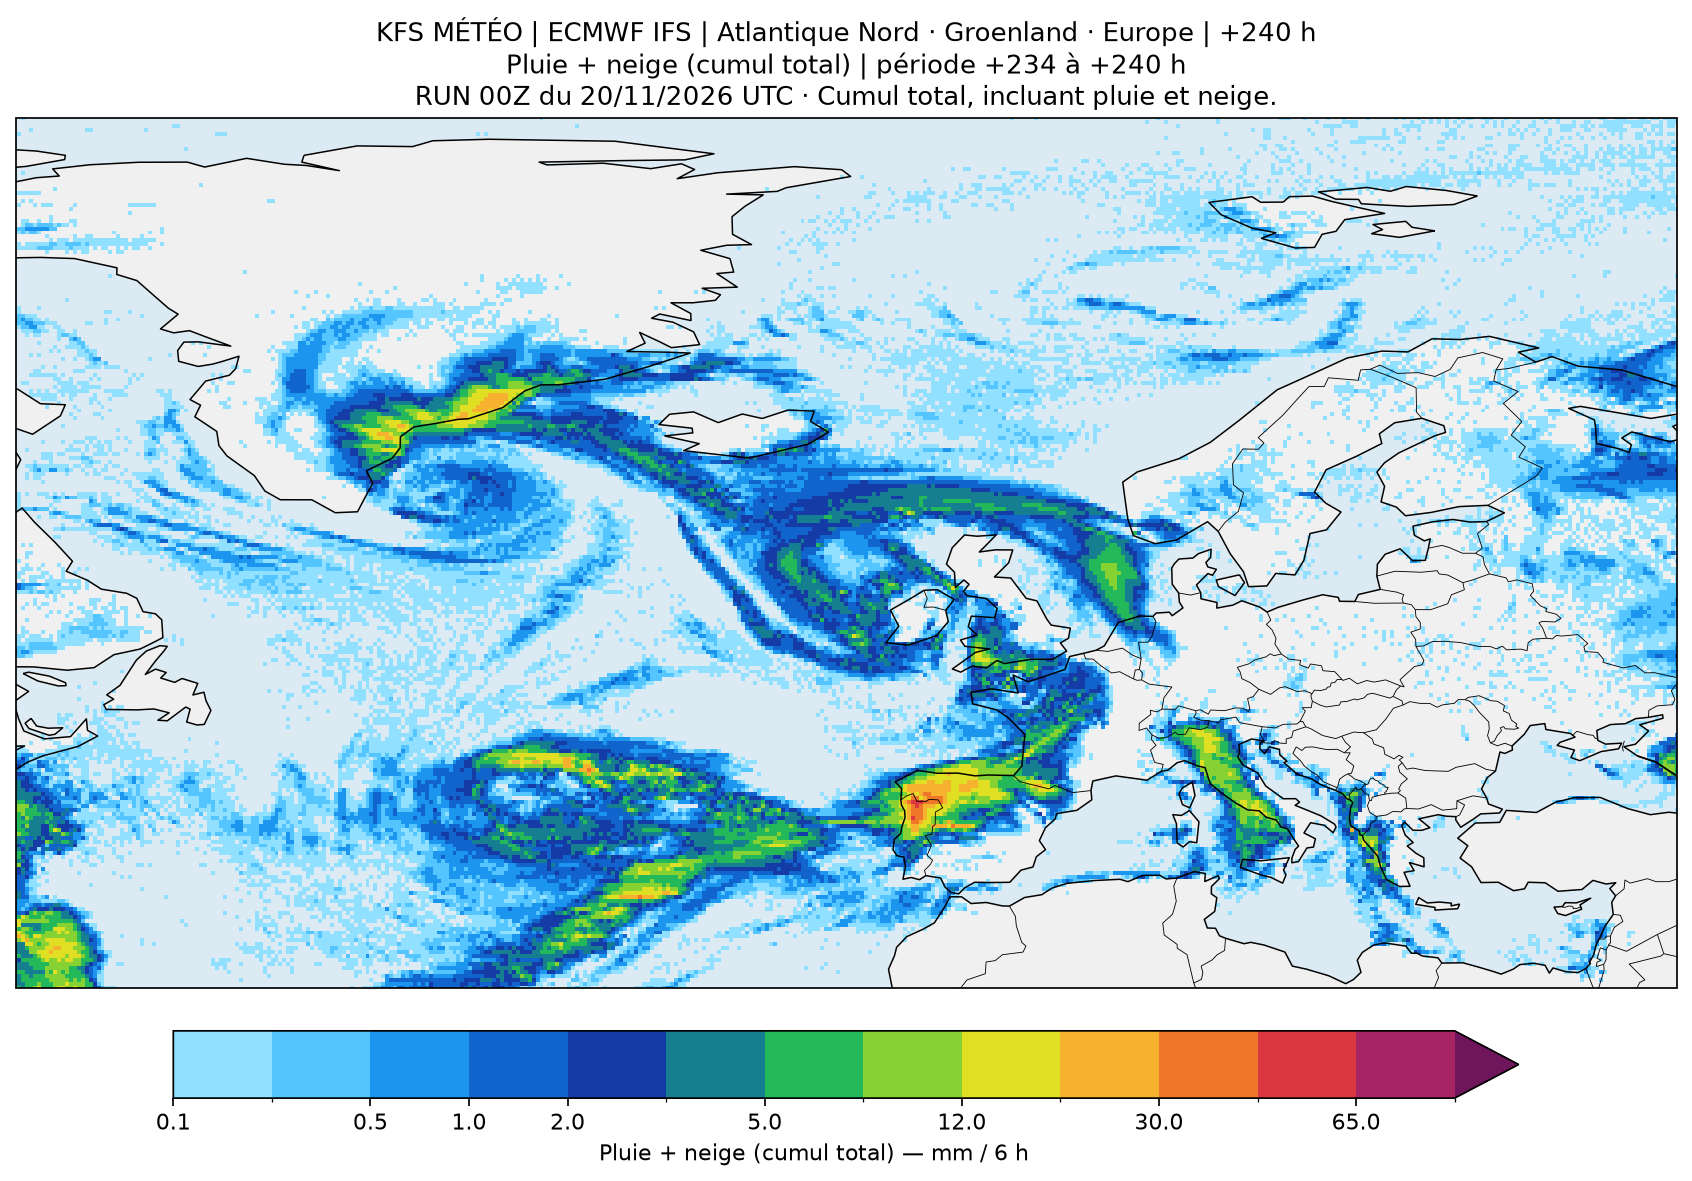 KFS MÉTÉO | ECMWF IFS | Atlantique Nord · Groenland · Europe | +240 h
Pluie + neige (cumul total) | période +234 à +240 h
RUN 00Z du 20/11/2026 UTC · Cumul total, incluant pluie et neige.
0.1 0.5 1.0 2.0 5.0 12.0 30.0 65.0
Pluie + neige (cumul total) — mm / 6 h